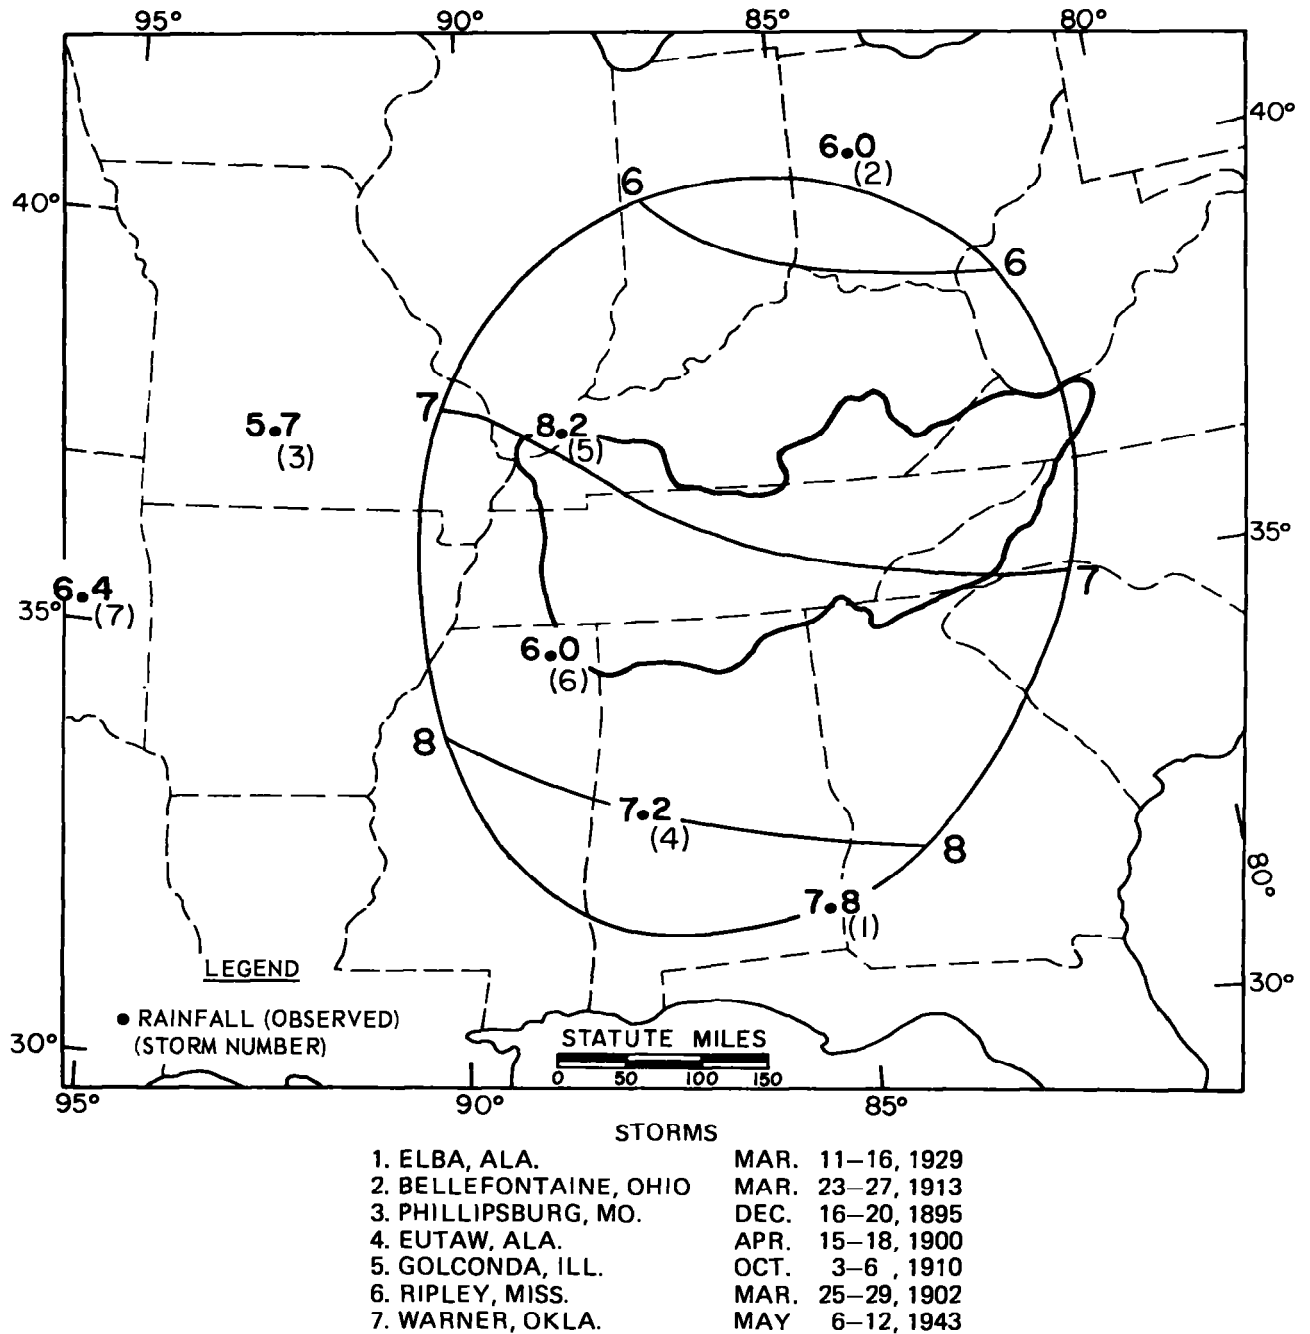 95° 90° 85° 80°
40°
6.0
(2)
6
40°
6
7
8.2
(5)
5.7
(3)
35°
6.4
(7)
35°
7
6.0
(6)
8
7.2
(4)
8
80°
7.8
(1)
LEGEND
30°
● RAINFALL (OBSERVED)
(STORM NUMBER)
30°
STATUTE MILES
0 50 100 150
95° 90° 85°
STORMS
1. ELBA, ALA. MAR. 11–16, 1929
2. BELLEFONTAINE, OHIO MAR. 23–27, 1913
3. PHILLIPSBURG, MO. DEC. 16–20, 1895
4. EUTAW, ALA. APR. 15–18, 1900
5. GOLCONDA, ILL. OCT. 3–6 , 1910
6. RIPLEY, MISS. MAR. 25–29, 1902
7. WARNER, OKLA. MAY 6–12, 1943